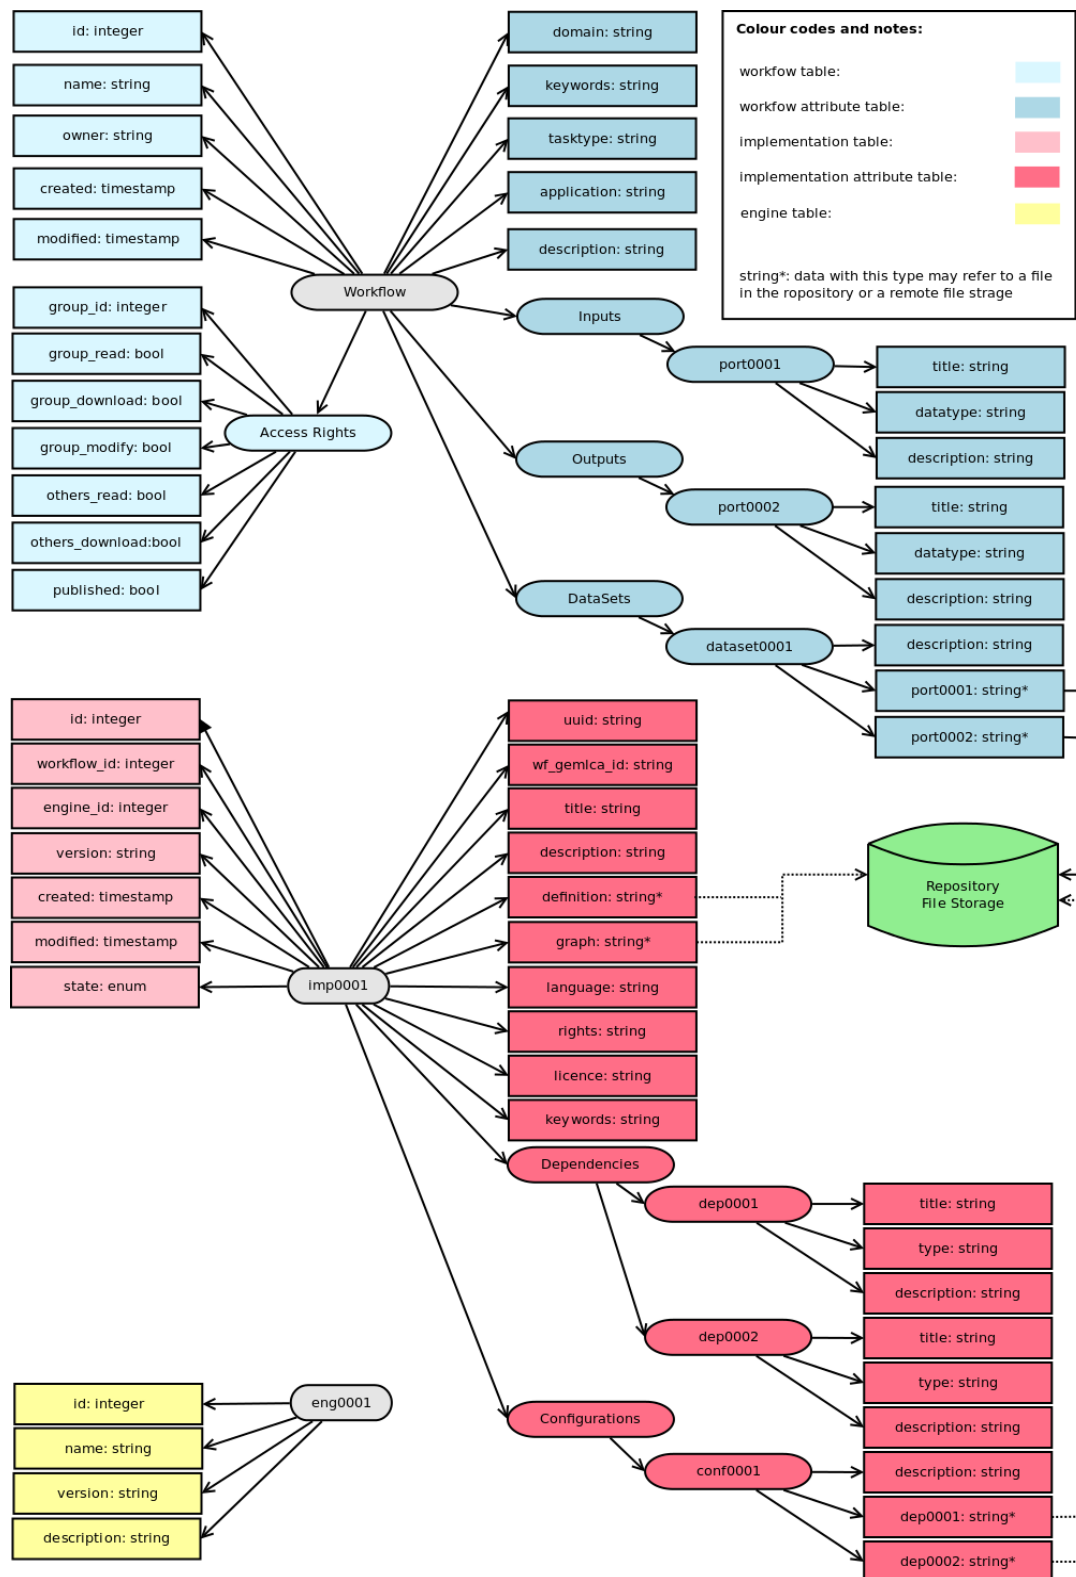 id: integer
name: string
owner: string
created: timestamp
modified: timestamp
domain: string
keywords: string
tasktype: string
application: string
description: string
Colour codes and notes:
workfow table:
workfow attribute table:
implementation table:
implementation attribute table:
engine table:
string*: data with this type may refer to a file
in the ropository or a remote file strage
Workflow
group_id: integer
group_read: bool
group_download: bool
group_modify: bool
others_read: bool
others_download:bool
published: bool
Access Rights
Inputs
port0001
title: string
datatype: string
description: string
Outputs
port0002
title: string
datatype: string
description: string
DataSets
dataset0001
description: string
port0001: string*
port0002: string*
id: integer
workflow_id: integer
engine_id: integer
version: string
created: timestamp
modified: timestamp
state: enum
imp0001
uuid: string
wf_gemlca_id: string
title: string
description: string
definition: string*
graph: string*
language: string
rights: string
licence: string
keywords: string
Repository
File Storage
Dependencies
dep0001
title: string
type: string
description: string
dep0002
title: string
type: string
description: string
Configurations
conf0001
description: string
dep0001: string*
dep0002: string*
eng0001
id: integer
name: string
version: string
description: string